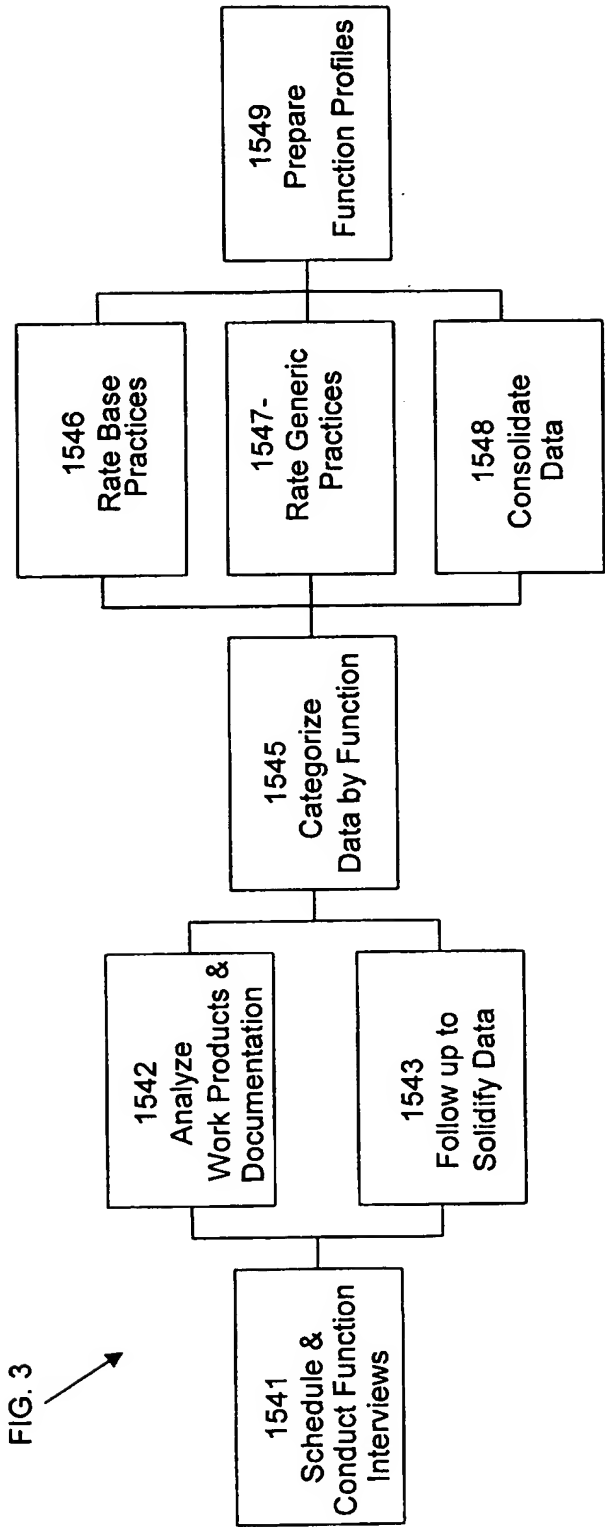 FIG. 3
1541
Schedule &
Conduct Function
Interviews
1542
Analyze
Work Products &
Documentation
1543
Follow up to
Solidify Data
1545
Categorize
Data by Function
1546
Rate Base
Practices
1547-
Rate Generic
Practices
1548
Consolidate
Data
1549
Prepare
Function Profiles